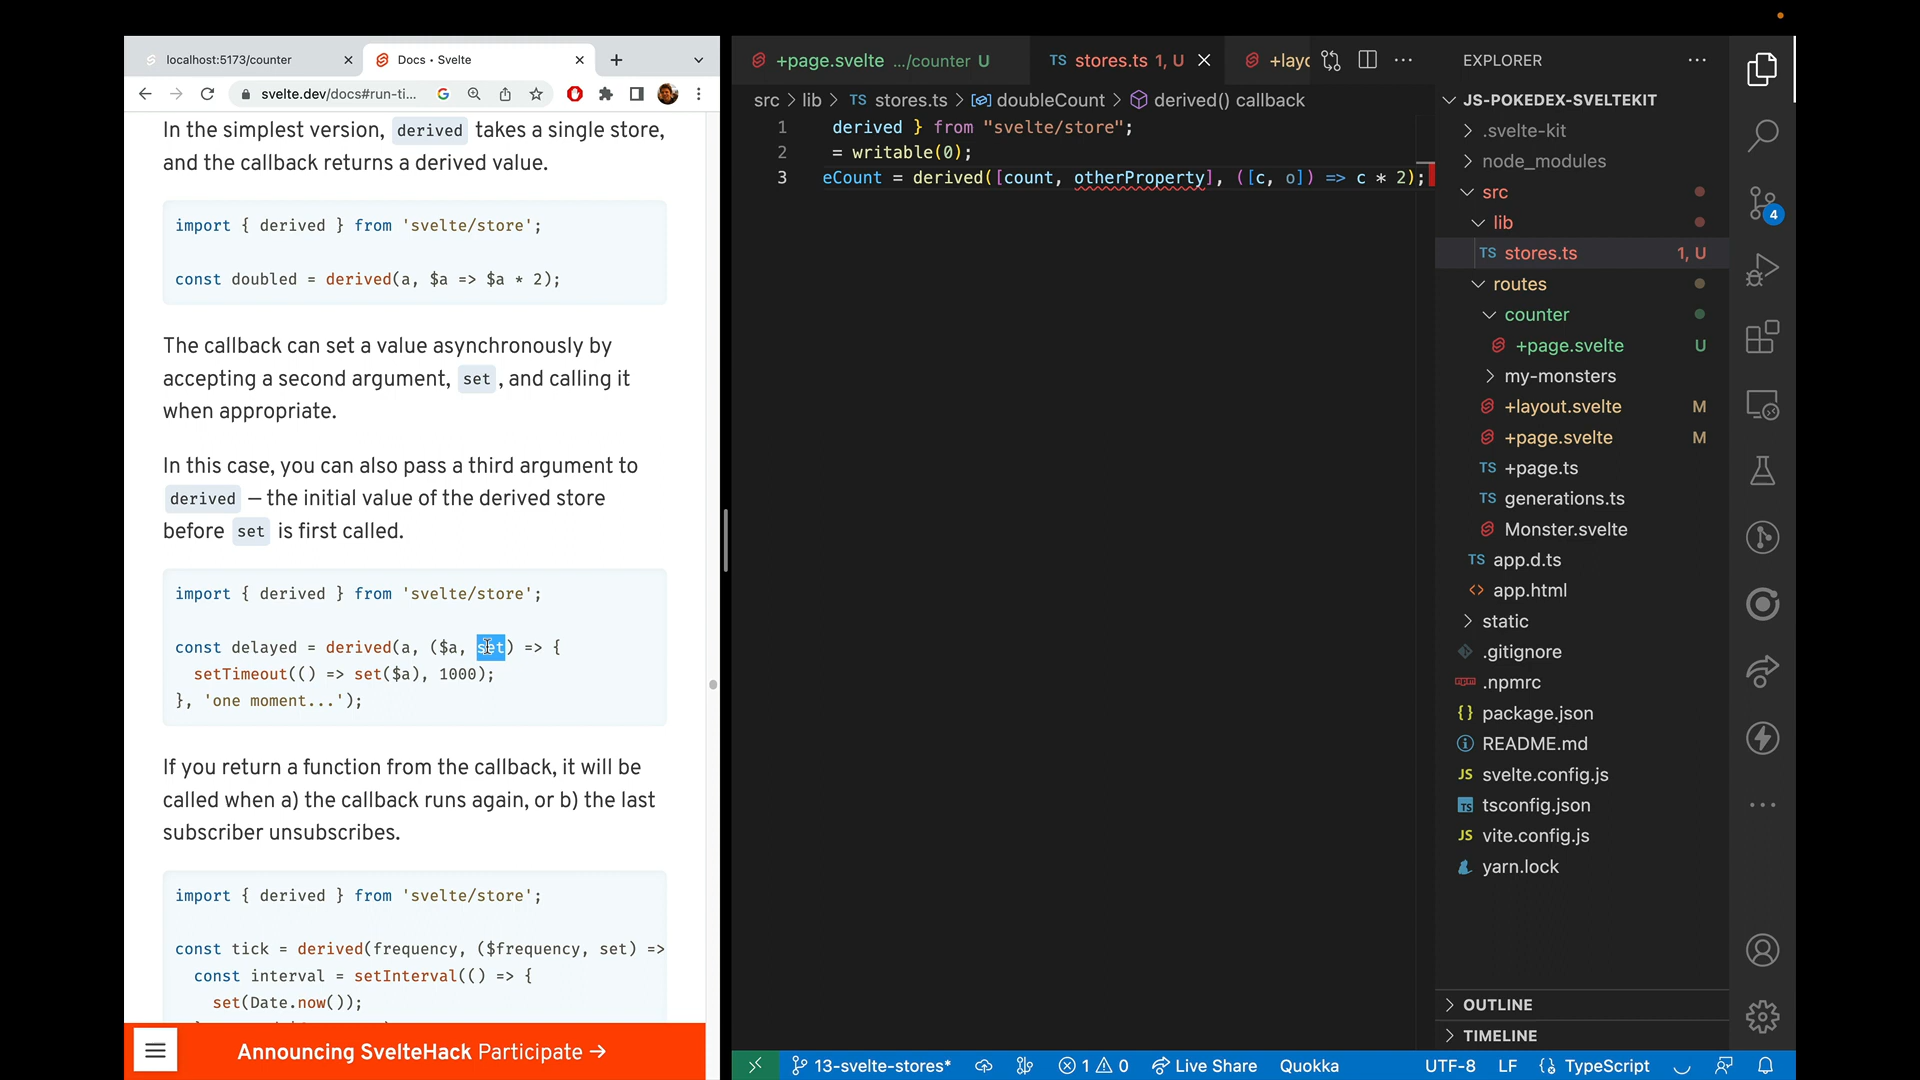 localhost:5173/counter
Docs • Svelte
svelte.dev/docs#run-ti...
In the simplest version, derived takes a single store,
and the callback returns a derived value.
import { derived } from 'svelte/store';
const doubled = derived(a, $a => $a * 2);
The callback can set a value asynchronously by
accepting a second argument, set , and calling it
when appropriate.
In this case, you can also pass a third argument to
derived — the initial value of the derived store
before set is first called.
import { derived } from 'svelte/store';
const delayed = derived(a, ($a, set) => {
setTimeout(() => set($a), 1000);
}, 'one moment...');
If you return a function from the callback, it will be
called when a) the callback runs again, or b) the last
subscriber unsubscribes.
import { derived } from 'svelte/store';
const tick = derived(frequency, ($frequency, set) =>
const interval = setInterval(() => {
set(Date.now());
Announcing SvelteHack Participate →
+page.svelte .../counter U
TS stores.ts 1, U
+layo
src > lib > TS stores.ts > doubleCount > derived() callback
1 derived } from "svelte/store";
2 = writable(0);
3 eCount = derived([count, otherProperty], ([c, o]) => c * 2);
EXPLORER
JS-POKEDEX-SVELTEKIT
.svelte-kit
node_modules
src
lib
TS stores.ts 1, U
routes
counter
+page.svelte U
my-monsters
+layout.svelte M
+page.svelte M
TS +page.ts
TS generations.ts
Monster.svelte
TS app.d.ts
<> app.html
static
.gitignore
npm .npmrc
{} package.json
README.md
JS svelte.config.js
TS tsconfig.json
JS vite.config.js
yarn.lock
OUTLINE
TIMELINE
4
13-svelte-stores*
1 0
Live Share
Quokka
UTF-8
LF
{} TypeScript